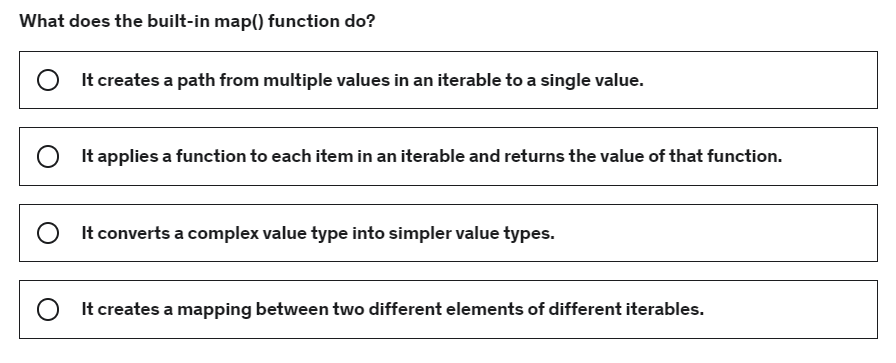 What does the built-in map() function do?
It creates a path from multiple values in an iterable to a single value.
It applies a function to each item in an iterable and returns the value of that function.
It converts a complex value type into simpler value types.
It creates a mapping between two different elements of different iterables.